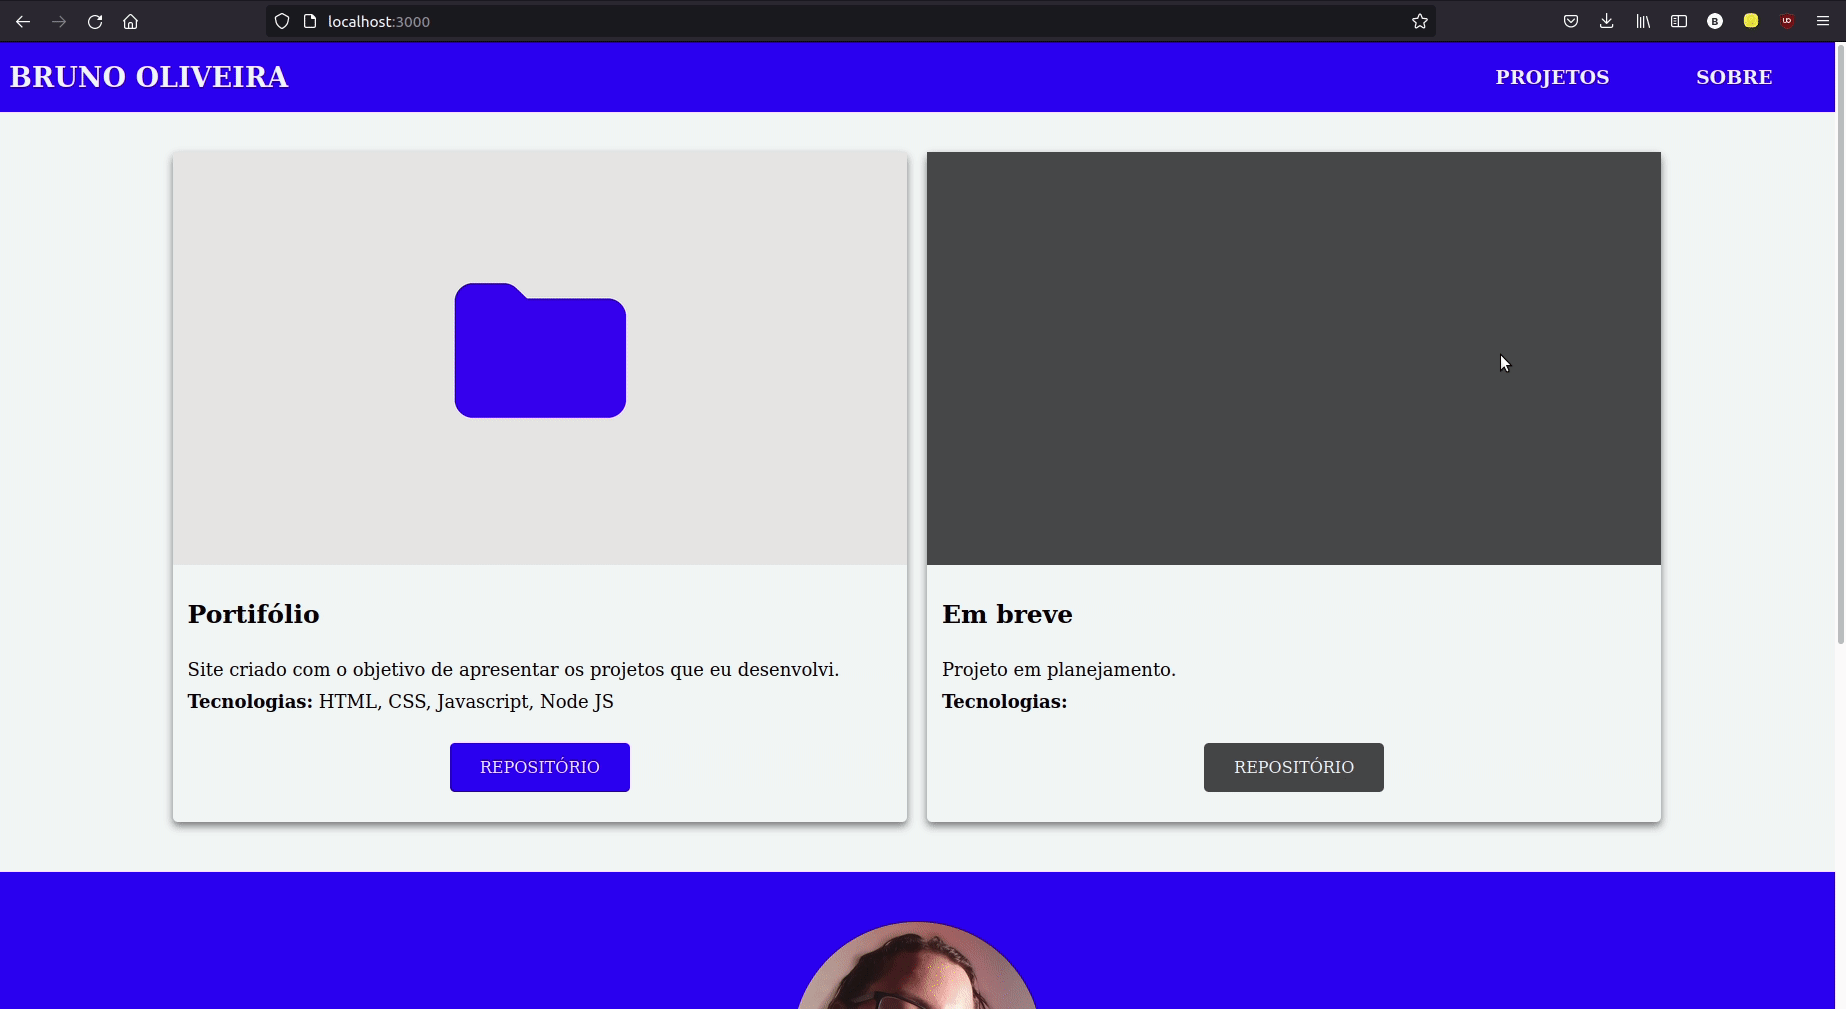 localhost:3000
B
UD
BRUNO OLIVEIRA
PROJETOS
SOBRE
Portifólio
Site criado com o objetivo de apresentar os projetos que eu desenvolvi.
Tecnologias: HTML, CSS, Javascript, Node JS
REPOSITÓRIO
Em breve
Projeto em planejamento.
Tecnologias:
REPOSITÓRIO